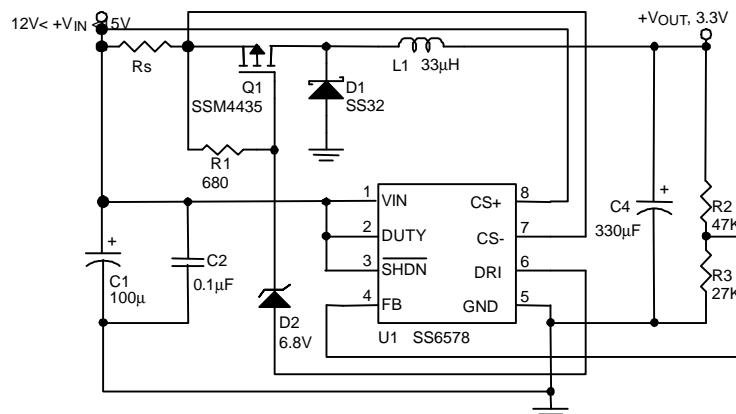 12V< +VIN <15V
+VOUT, 3.3V
Rs
L1 33µH
Q1
SSM4435
D1
SS32
R1
680
1 VIN CS+ 8
2 DUTY CS- 7
3 SHDN DRI 6
4 FB GND 5
U1 SS6578
C4
330µF
R2
47K
R3
27K
+
C1
100µ
C2
0.1µF
D2
6.8V
+